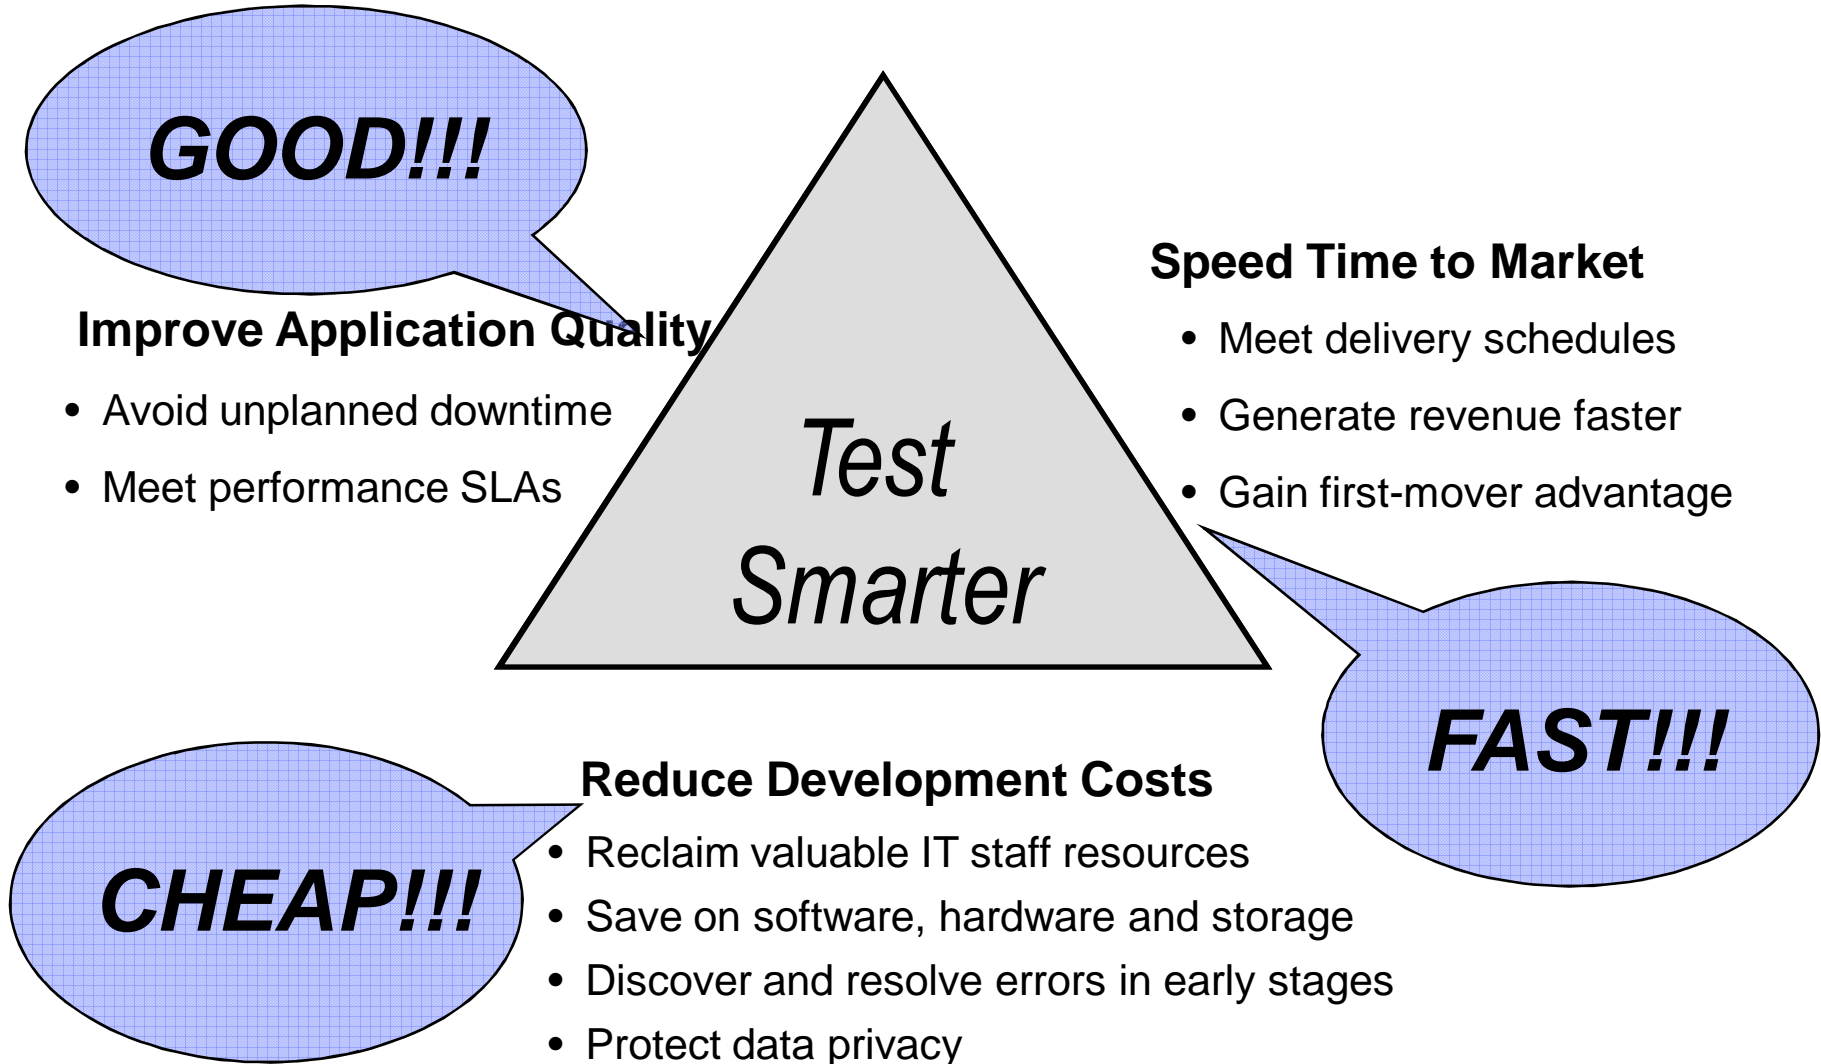 GOOD!!!
Improve Application Quality
• Avoid unplanned downtime
• Meet performance SLAs
Test
Smarter
Speed Time to Market
• Meet delivery schedules
• Generate revenue faster
• Gain first-mover advantage
FAST!!!
CHEAP!!!
Reduce Development Costs
• Reclaim valuable IT staff resources
• Save on software, hardware and storage
• Discover and resolve errors in early stages
• Protect data privacy